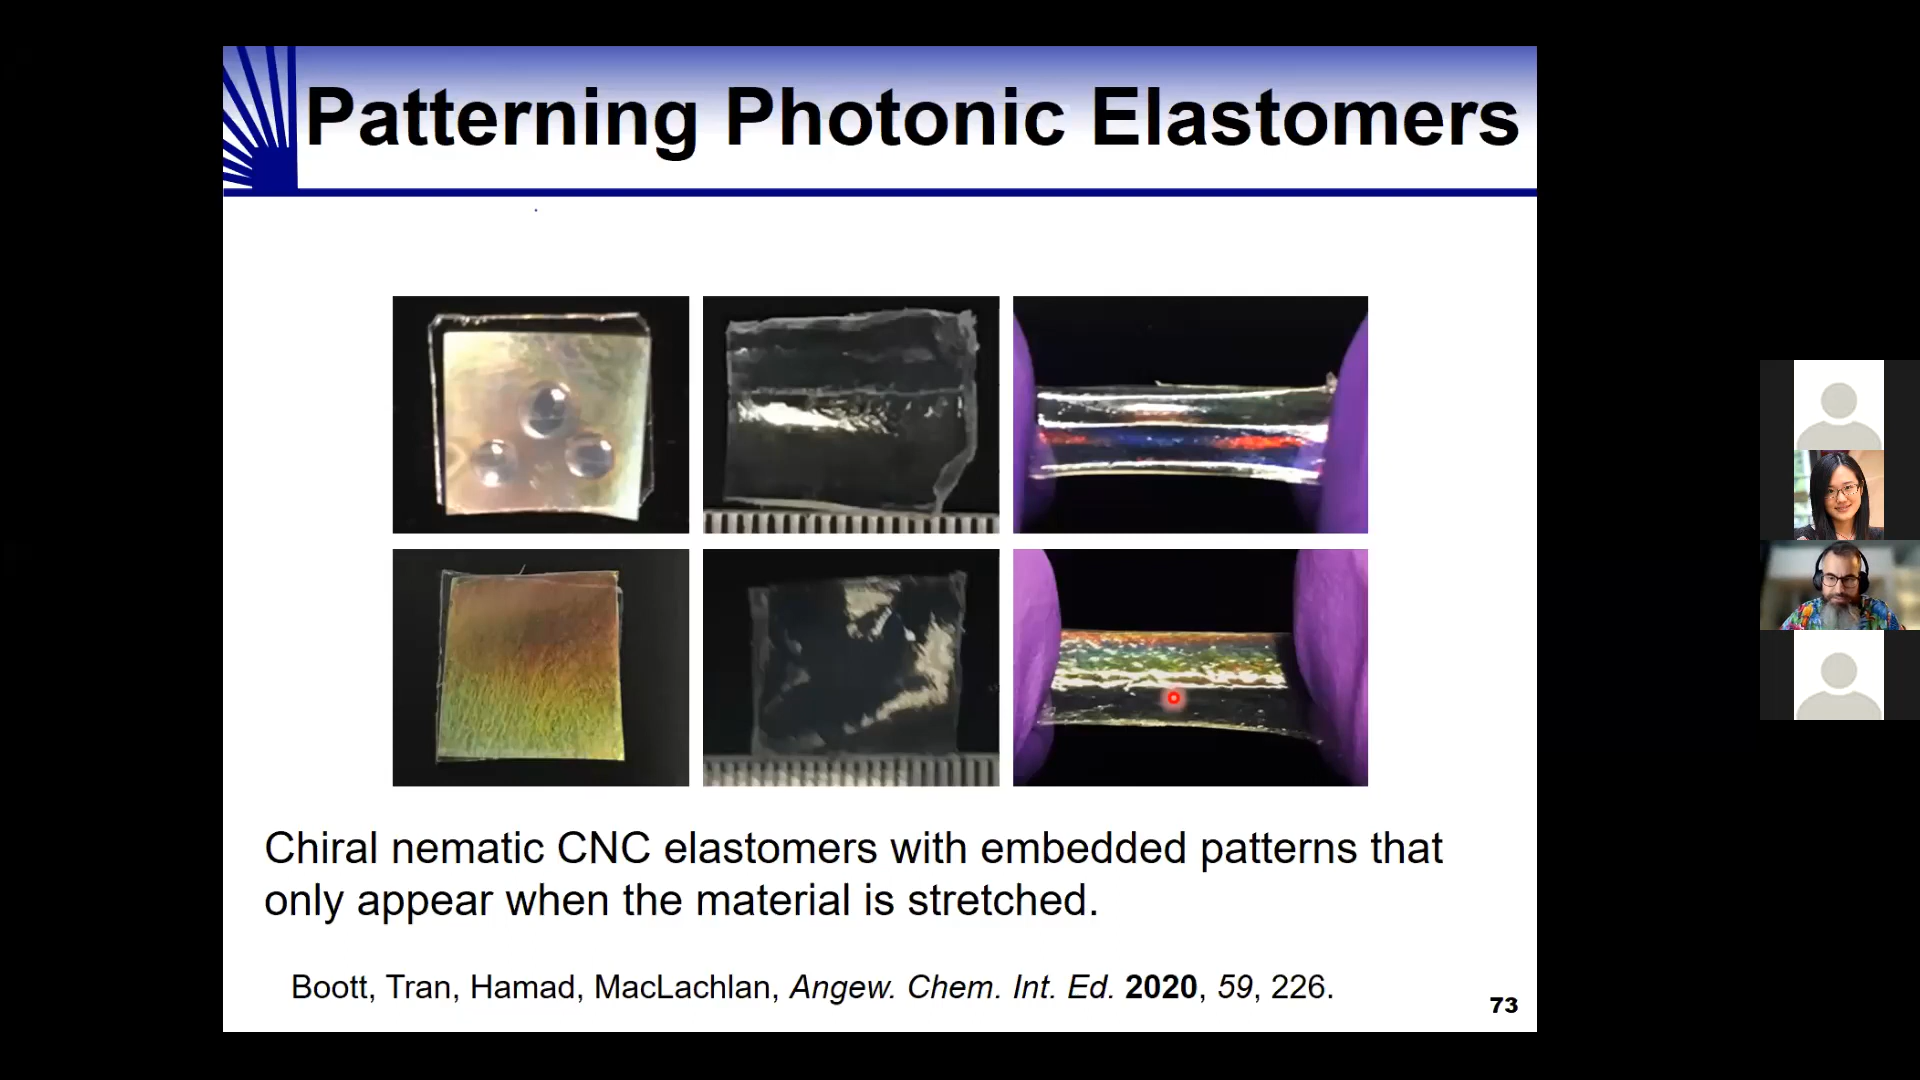 Patterning Photonic Elastomers
Chiral nematic CNC elastomers with embedded patterns that
only appear when the material is stretched.
Boott, Tran, Hamad, MacLachlan, Angew. Chem. Int. Ed. 2020, 59, 226.
73